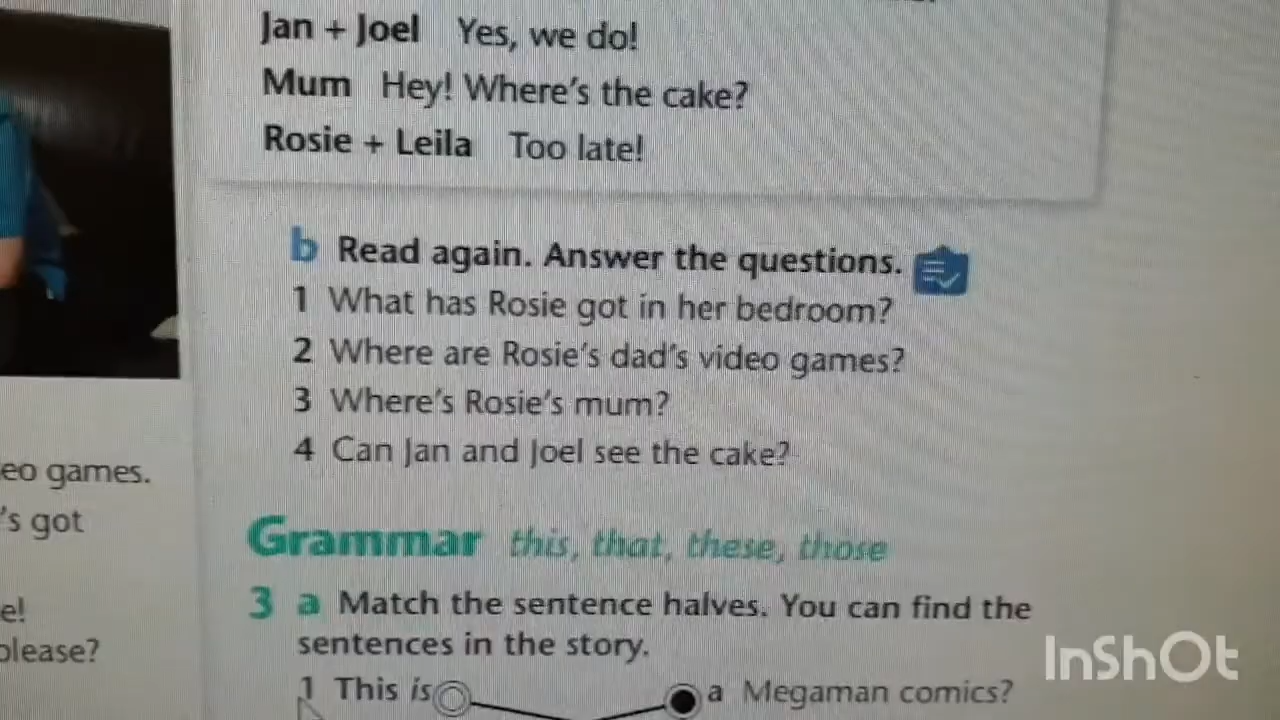 Jan + Joel Yes, we do!
Mum Hey! Where's the cake?
Rosie + Leila Too late!
b Read again. Answer the questions.
1 What has Rosie got in her bedroom?
2 Where are Rosie's dad's video games?
3 Where's Rosie's mum?
4 Can Jan and Joel see the cake?
games.
's got
please?
Grammar this, that, these, those
3 a Match the sentence halves. You can find the
sentences in the story.
1 This is a Megaman comics?
InShOt